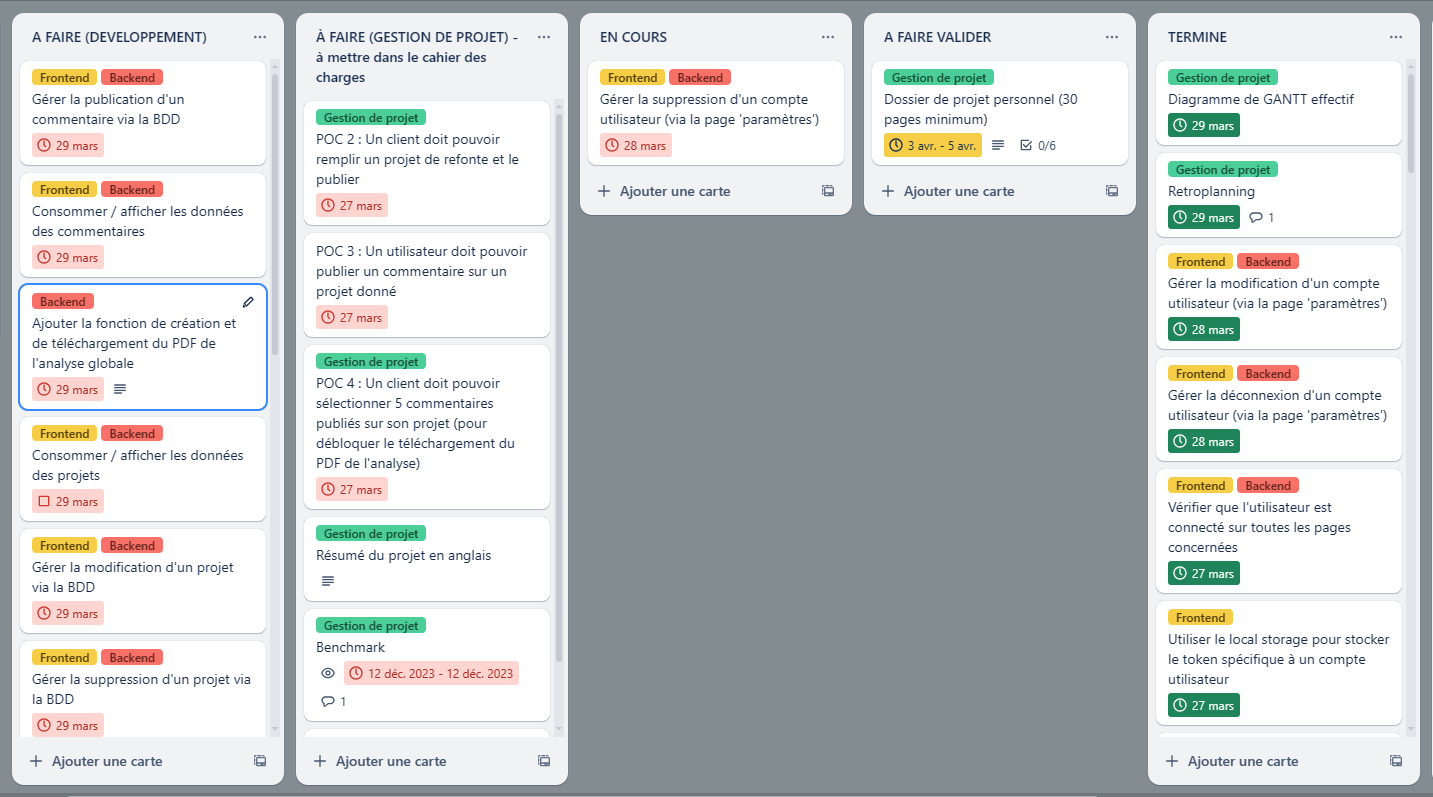 A FAIRE (DEVELOPPEMENT)
Frontend Backend
Gérer la publication d'un
commentaire via la BDD
29 mars
Frontend Backend
Consommer / afficher les données
des commentaires
29 mars
Backend
Ajouter la fonction de création et
de téléchargement du PDF de
l'analyse globale
29 mars
Frontend Backend
Consommer / afficher les données
des projets
29 mars
Frontend Backend
Gérer la modification d'un projet
via la BDD
29 mars
Frontend Backend
Gérer la suppression d'un projet via
la BDD
29 mars
+ Ajouter une carte
À FAIRE (GESTION DE PROJET) -
à mettre dans le cahier des
charges
Gestion de projet
POC 2 : Un client doit pouvoir
remplir un projet de refonte et le
publier
27 mars
POC 3 : Un utilisateur doit pouvoir
publier un commentaire sur un
projet donné
27 mars
Gestion de projet
POC 4 : Un client doit pouvoir
sélectionner 5 commentaires
publiés sur son projet (pour
débloquer le téléchargement du
PDF de l'analyse)
27 mars
Gestion de projet
Résumé du projet en anglais
Gestion de projet
Benchmark
12 déc. 2023 - 12 déc. 2023
1
+ Ajouter une carte
EN COURS
Frontend Backend
Gérer la suppression d'un compte
utilisateur (via la page 'paramètres')
28 mars
+ Ajouter une carte
A FAIRE VALIDER
Gestion de projet
Dossier de projet personnel (30
pages minimum)
3 avr. - 5 avr. 0/6
+ Ajouter une carte
TERMINE
Gestion de projet
Diagramme de GANTT effectif
29 mars
Gestion de projet
Retroplanning
29 mars 1
Frontend Backend
Gérer la modification d'un compte
utilisateur (via la page 'paramètres')
28 mars
Frontend Backend
Gérer la déconnexion d'un compte
utilisateur (via la page 'paramètres')
28 mars
Frontend Backend
Vérifier que l'utilisateur est
connecté sur toutes les pages
concernées
27 mars
Frontend
Utiliser le local storage pour stocker
le token spécifique à un compte
utilisateur
27 mars
+ Ajouter une carte